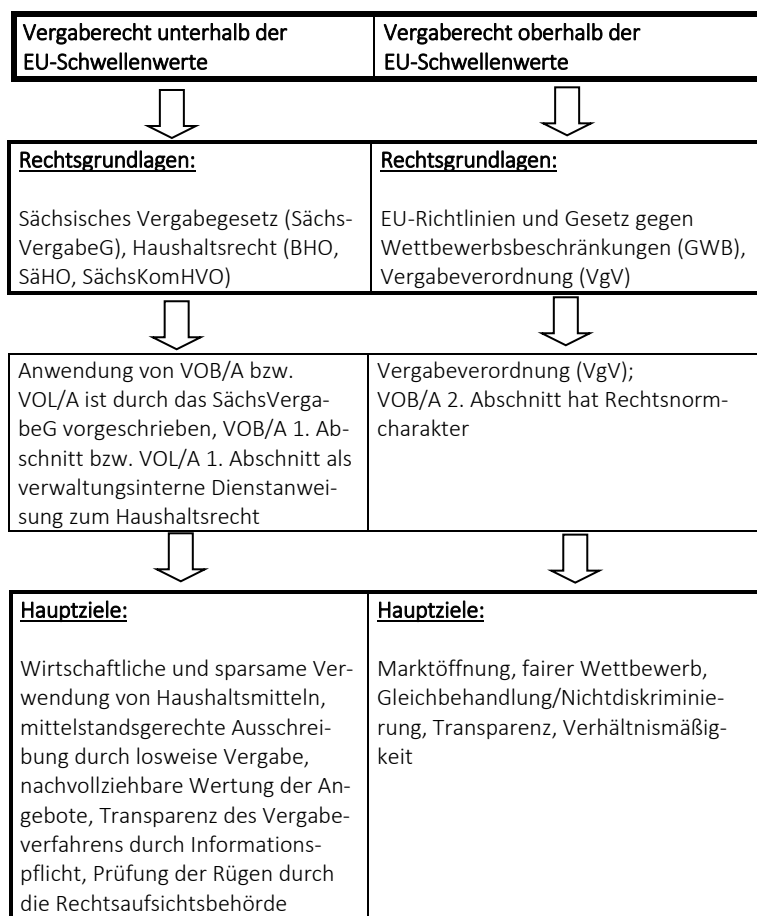 Vergaberecht unterhalb der
EU-Schwellenwerte
Vergaberecht oberhalb der
EU-Schwellenwerte
Rechtsgrundlagen:
Sächsisches Vergabegesetz (Sächs-
VergabeG), Haushaltsrecht (BHO,
SäHO, SächsKomHVO)
Rechtsgrundlagen:
EU-Richtlinien und Gesetz gegen
Wettbewerbsbeschränkungen (GWB),
Vergabeverordnung (VgV)
Anwendung von VOB/A bzw.
VOL/A ist durch das SächsVerga-
beG vorgeschrieben, VOB/A 1. Ab-
schnitt bzw. VOL/A 1. Abschnitt als
verwaltungsinterne Dienstanwei-
sung zum Haushaltsrecht
Vergabeverordnung (VgV);
VOB/A 2. Abschnitt hat Rechtsnorm-
charakter
Hauptziele:
Wirtschaftliche und sparsame Ver-
wendung von Haushaltsmitteln,
mittelstandsgerechte Ausschrei-
bung durch losweise Vergabe,
nachvollziehbare Wertung der An-
gebote, Transparenz des Vergabe-
verfahrens durch Informations-
pflicht, Prüfung der Rügen durch
die Rechtsaufsichtsbehörde
Hauptziele:
Marktöffnung, fairer Wettbewerb,
Gleichbehandlung/Nichtdiskriminie-
rung, Transparenz, Verhältnismäßig-
keit